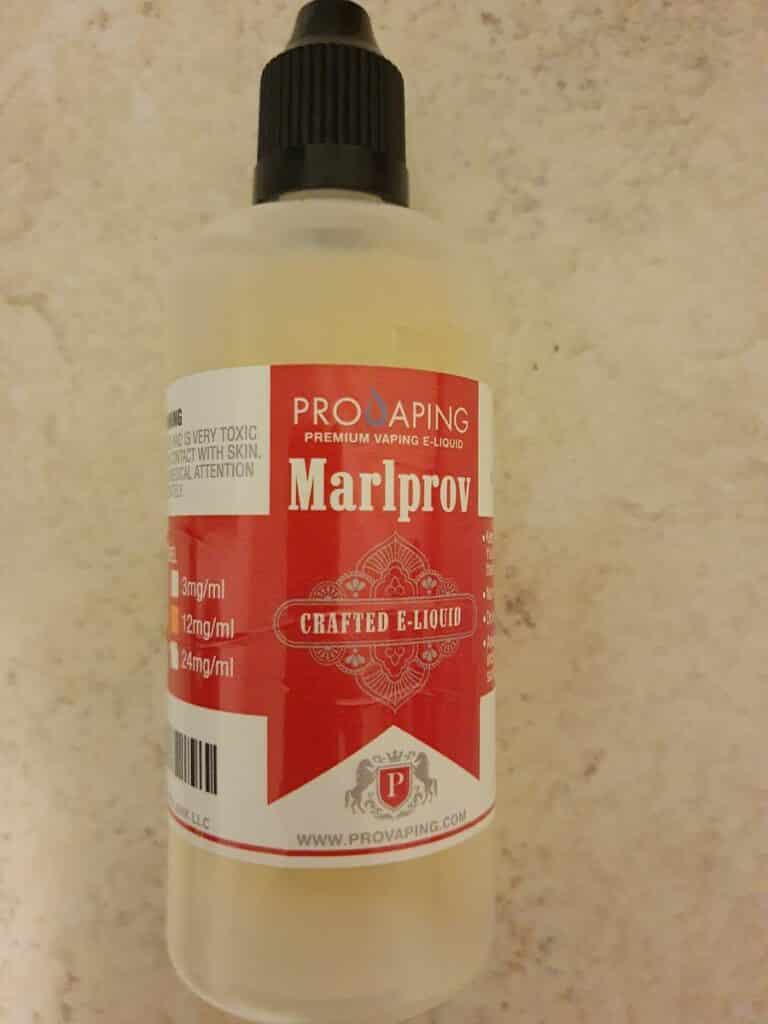 IS VERY TOXIC
CONTACT WITH SKIN.
MEDICAL ATTENTION
3mg/ml
12mg/ml
24mg/ml
LLC
PROVAPING
PREMIUM VAPING E-LIQUID
Marlprov
CRAFTED E-LIQUID
P
WWW.PROVAPING.COM